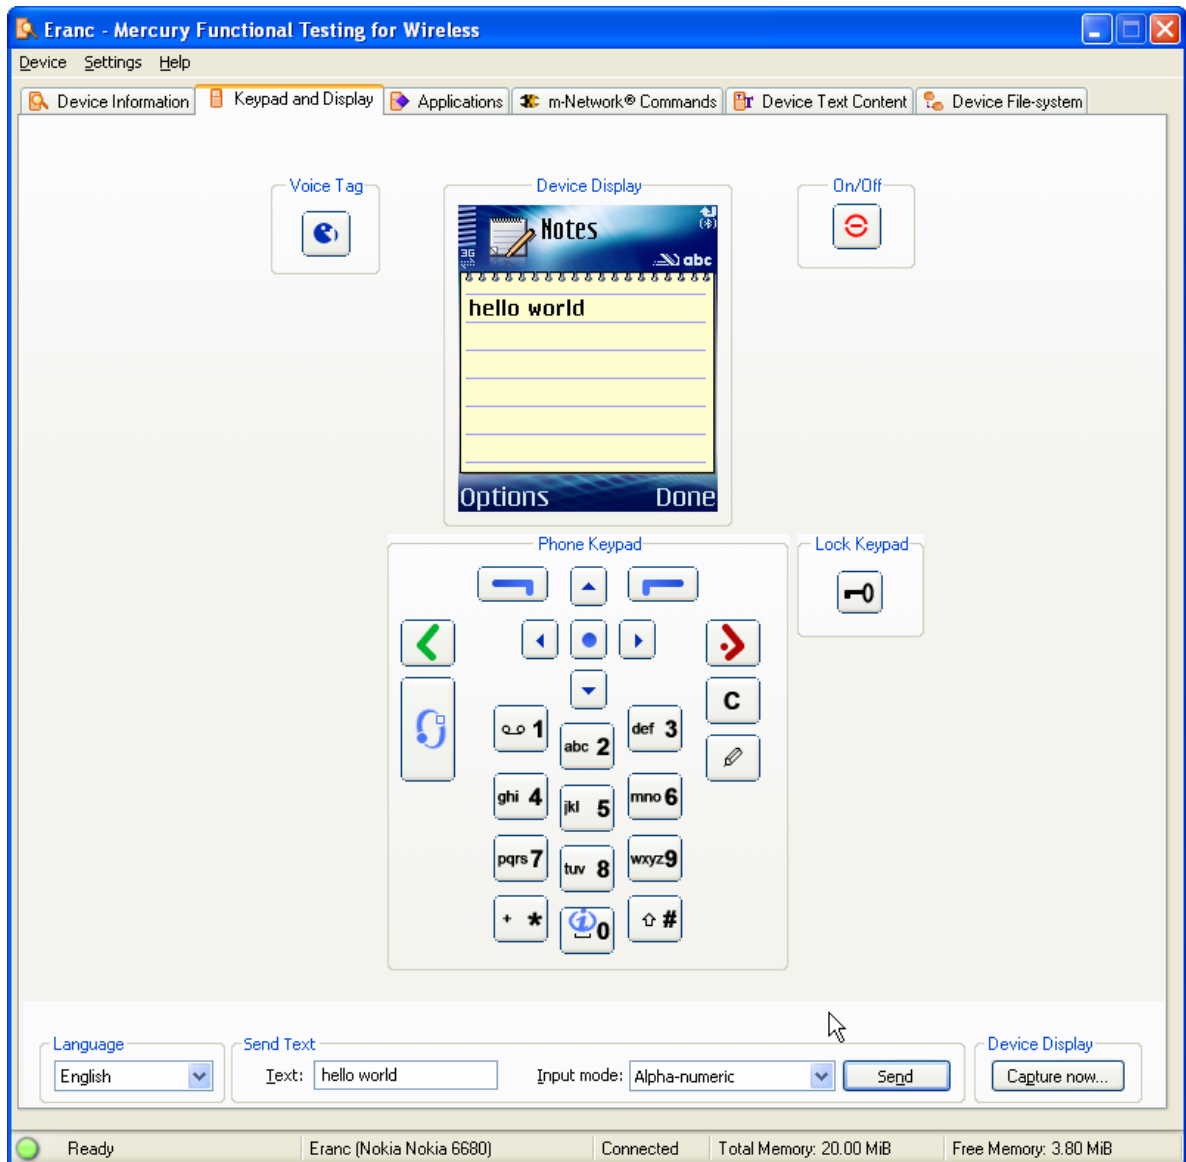 Eranc - Mercury Functional Testing for Wireless
Device Settings Help
Device Information Keypad and Display Applications m-Network® Commands Device Text Content Device File-system
Voice Tag
Device Display
On/Off
Notes
3G
abc
hello world
Options Done
Phone Keypad
Lock Keypad
C
1
abc 2
def 3
ghi 4
jkl 5
mno 6
pqrs 7
tuv 8
wxyz 9
+ *
i 0
#
Language
English
Send Text
Text: hello world
Input mode: Alpha-numeric
Send
Device Display
Capture now...
Ready Eranc (Nokia Nokia 6680) Connected Total Memory: 20.00 MiB Free Memory: 3.80 MiB